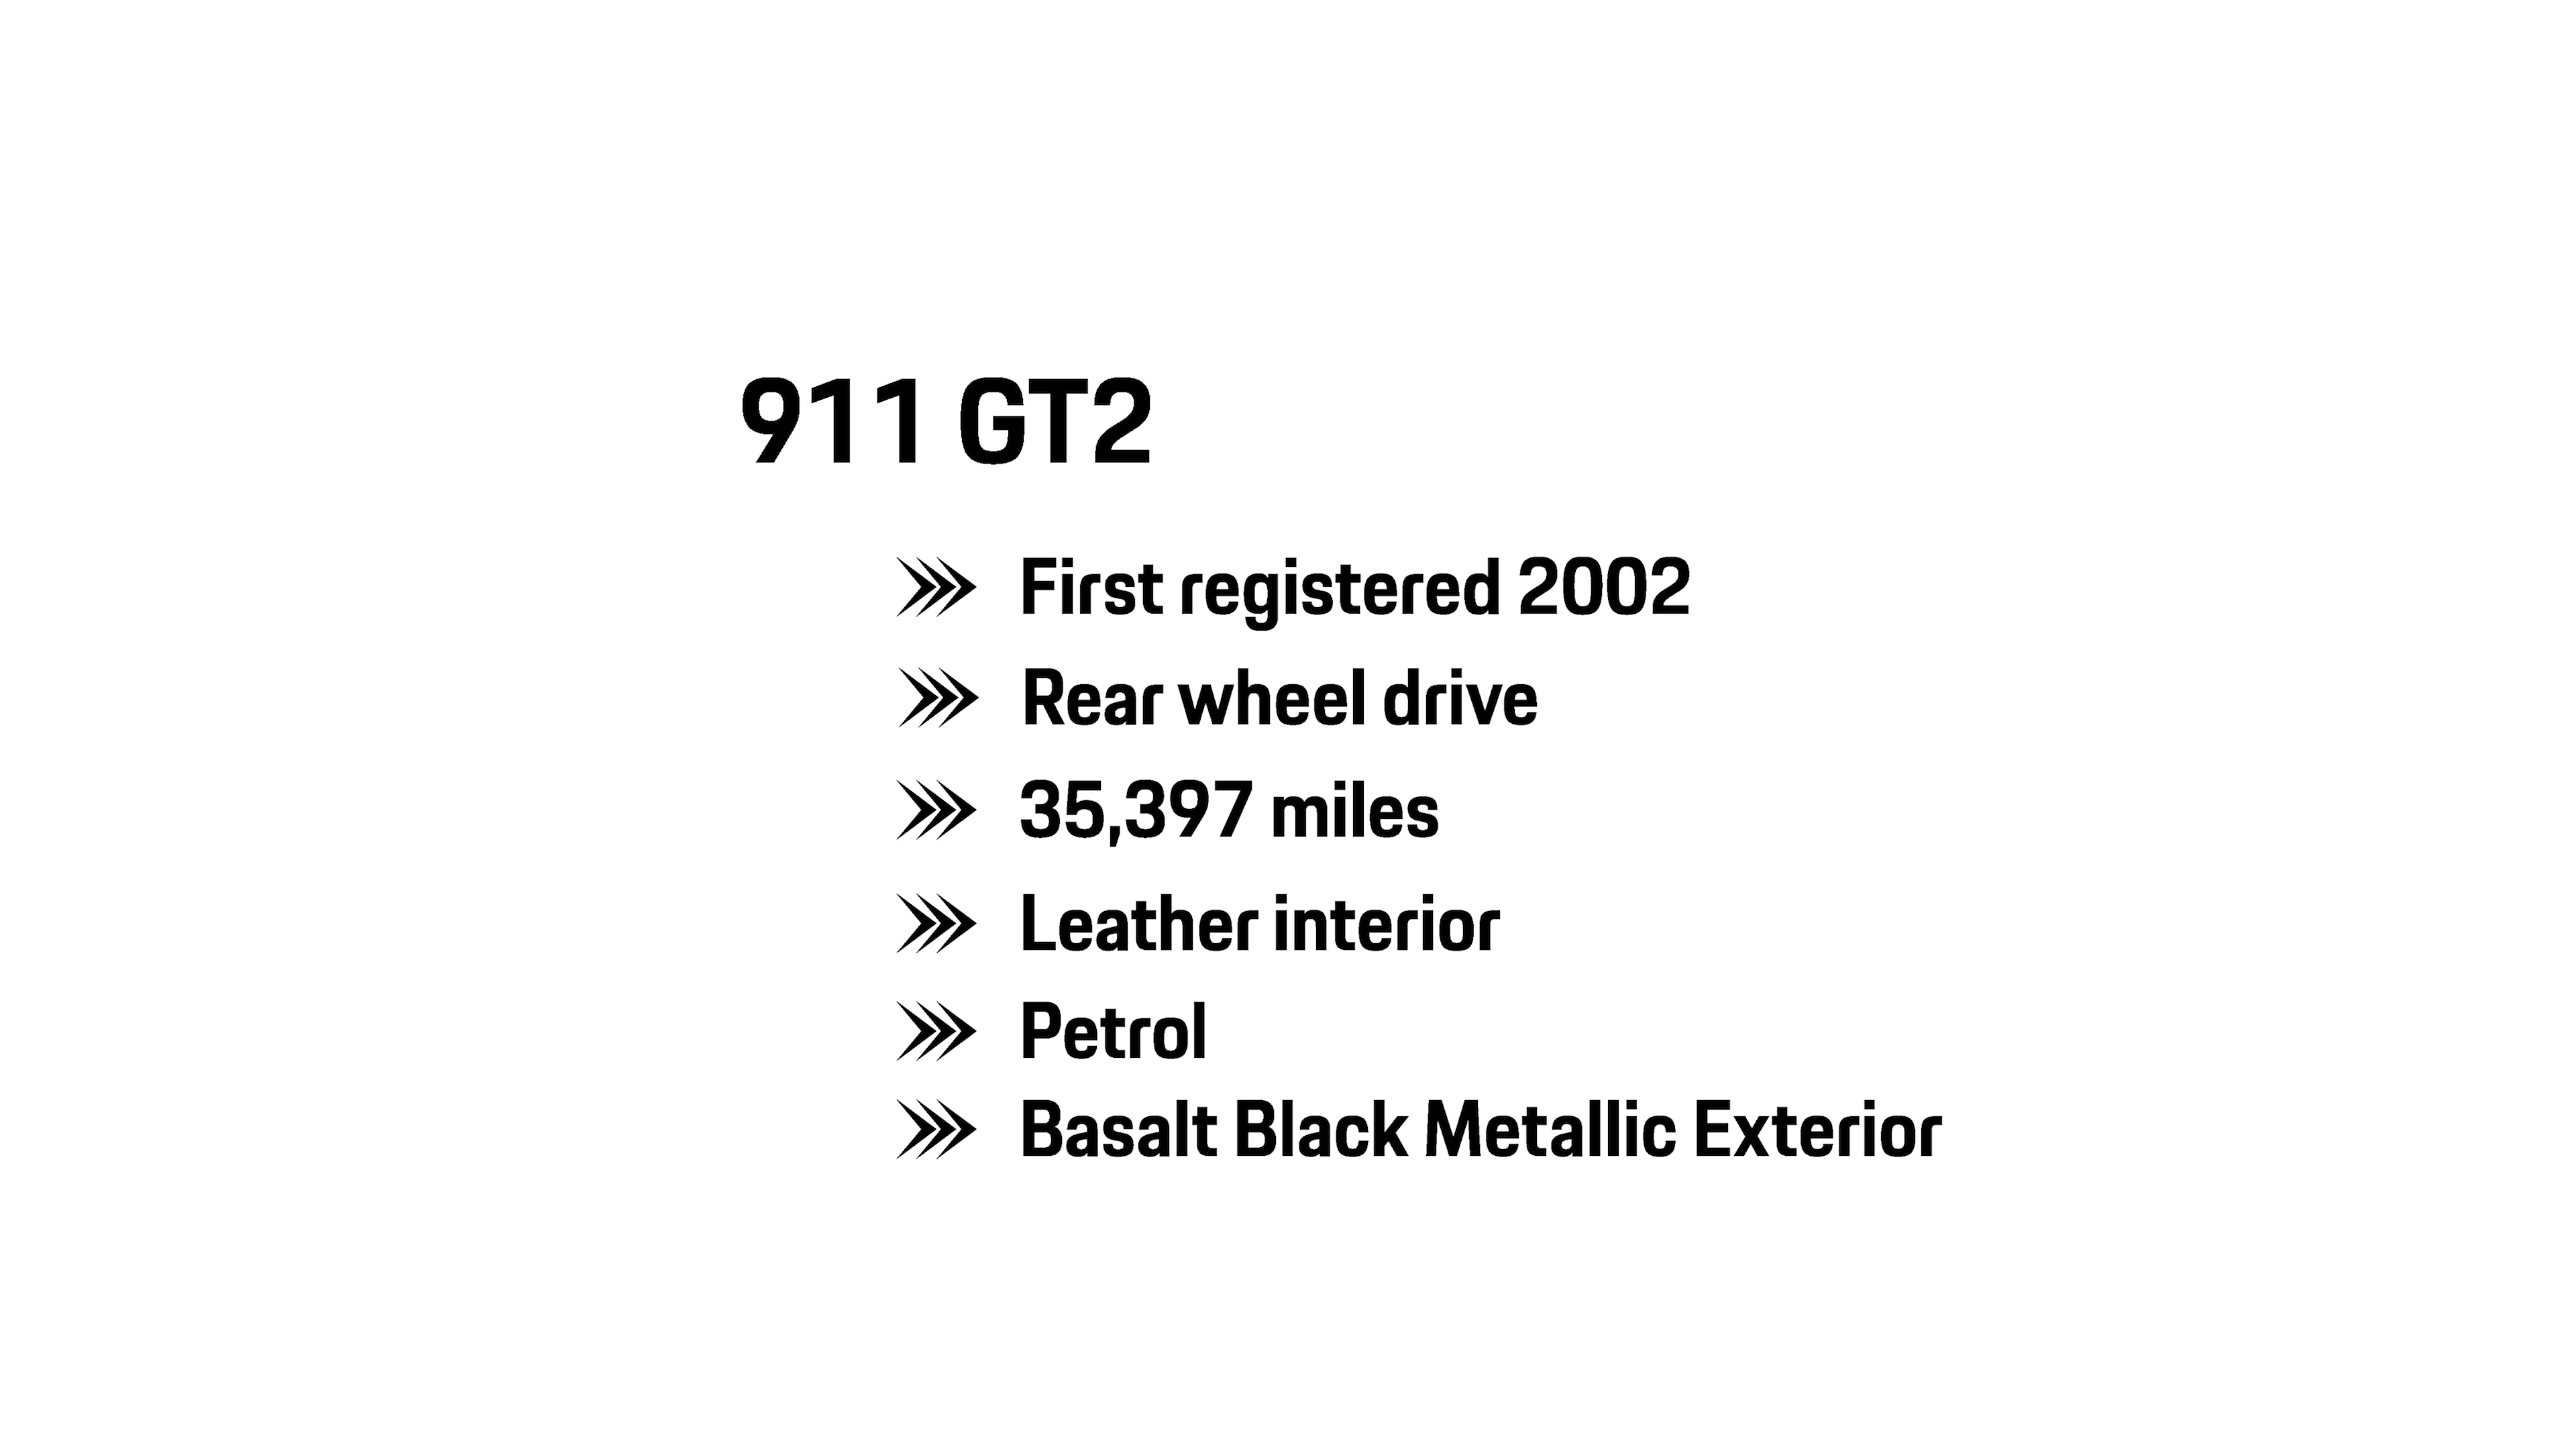 911 GT2
First registered 2002
Rear wheel drive
35,397 miles
Leather interior
Petrol
Basalt Black Metallic Exterior